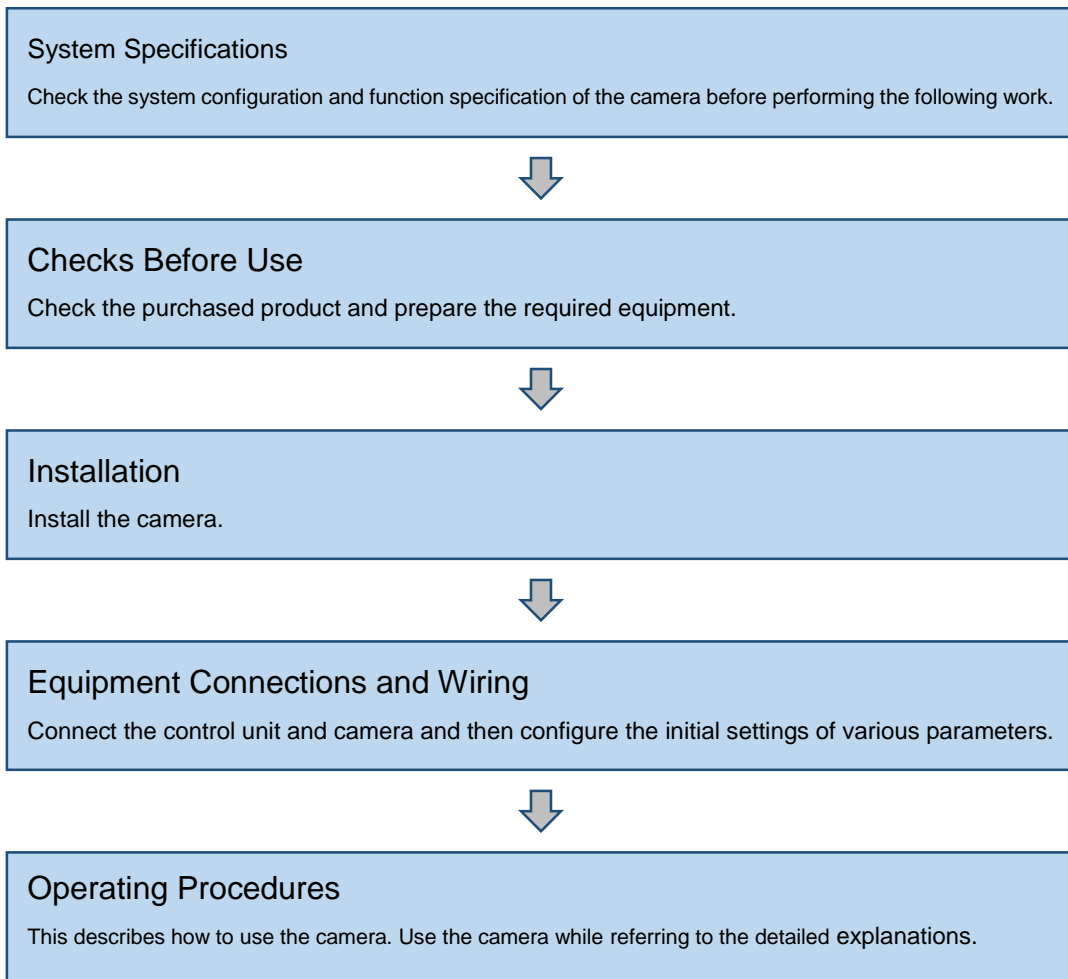 System Specifications
Check the system configuration and function specification of the camera before performing the following work.
Checks Before Use
Check the purchased product and prepare the required equipment.
Installation
Install the camera.
Equipment Connections and Wiring
Connect the control unit and camera and then configure the initial settings of various parameters.
Operating Procedures
This describes how to use the camera. Use the camera while referring to the detailed explanations.